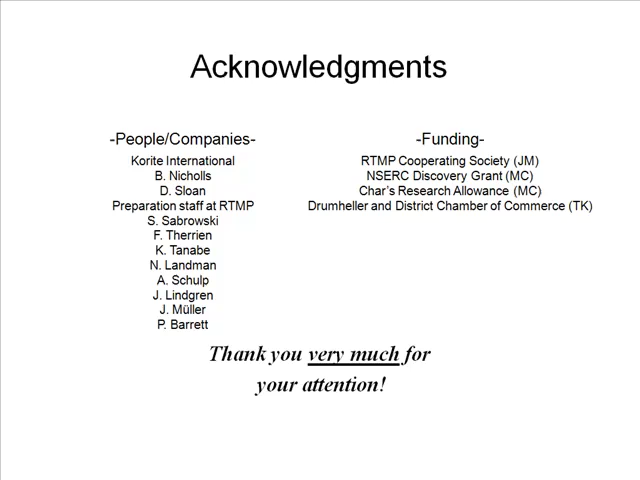 Acknowledgments
-People/Companies-
Korite International
B. Nicholls
D. Sloan
Preparation staff at RTMP
S. Sabrowski
F. Therrien
K. Tanabe
N. Landman
A. Schulp
J. Lindgren
J. Müller
P. Barrett
-Funding-
RTMP Cooperating Society (JM)
NSERC Discovery Grant (MC)
Char's Research Allowance (MC)
Drumheller and District Chamber of Commerce (TK)
Thank you very much for
your attention!